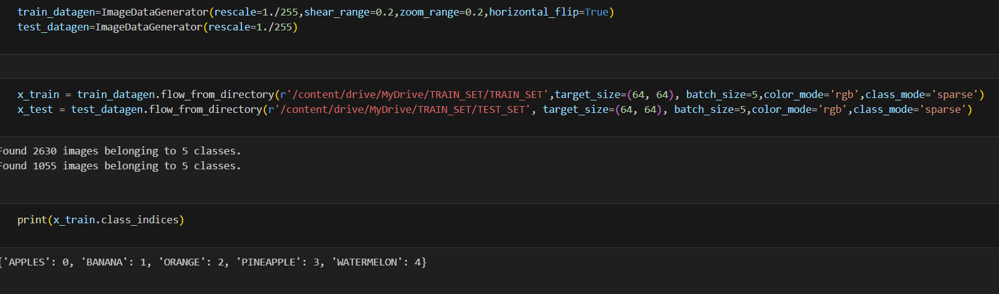 train_datagen=ImageDataGenerator(rescale=1./255,shear_range=0.2,zoom_range=0.2,horizontal_flip=True)
test_datagen=ImageDataGenerator(rescale=1./255)
x_train = train_datagen.flow_from_directory(r'/content/drive/MyDrive/TRAIN_SET/TRAIN_SET',target_size=(64, 64), batch_size=5,color_mode='rgb',class_mode='sparse')
x_test = test_datagen.flow_from_directory(r'/content/drive/MyDrive/TRAIN_SET/TEST_SET', target_size=(64, 64), batch_size=5,color_mode='rgb',class_mode='sparse')
Found 2630 images belonging to 5 classes.
Found 1055 images belonging to 5 classes.
print(x_train.class_indices)
{'APPLES': 0, 'BANANA': 1, 'ORANGE': 2, 'PINEAPPLE': 3, 'WATERMELON': 4}